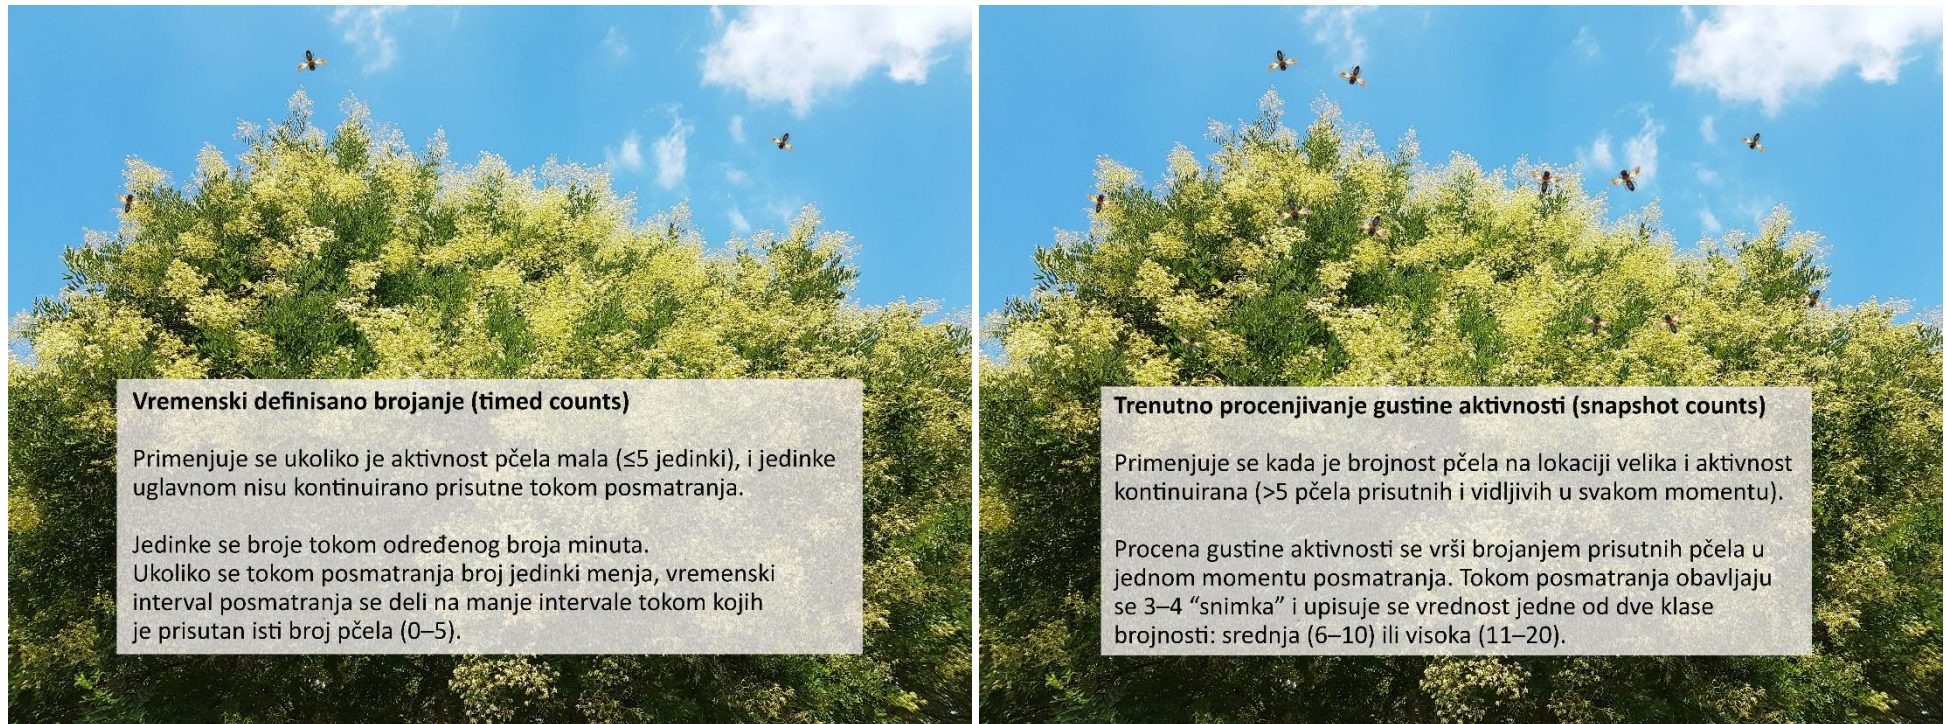 Vremenski definisano brojanje (timed counts)
Primenjuje se ukoliko je aktivnost pčela mala (≤5 jedinki), i jedinke
uglavnom nisu kontinuirano prisutne tokom posmatranja.
Jedinke se broje tokom određenog broja minuta.
Ukoliko se tokom posmatranja broj jedinki menja, vremenski
interval posmatranja se deli na manje intervale tokom kojih
je prisutan isti broj pčela (0–5).
Trenutno procenjivanje gustine aktivnosti (snapshot counts)
Primenjuje se kada je brojnost pčela na lokaciji velika i aktivnost
kontinuirana (>5 pčela prisutnih i vidljivih u svakom momentu).
Procena gustine aktivnosti se vrši brojanjem prisutnih pčela u
jednom momentu posmatranja. Tokom posmatranja obavljaju
se 3–4 “snimka” i upisuje se vrednost jedne od dve klase
brojnosti: srednja (6–10) ili visoka (11–20).